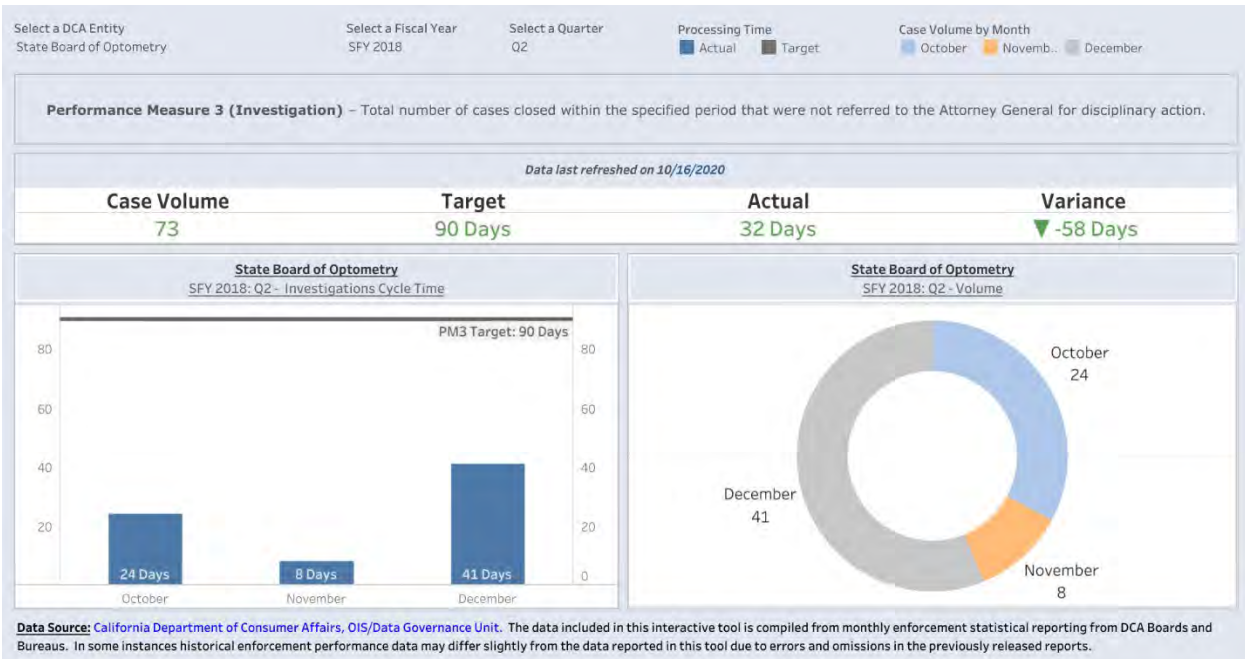 Select a DCA Entity
State Board of Optometry
Select a Fiscal Year
SFY 2018
Select a Quarter
Q2
Processing Time
Actual
Target
Case Volume by Month
October
Novemb..
December
Performance Measure 3 (Investigation) – Total number of cases closed within the specified period that were not referred to the Attorney General for disciplinary action.
Data last refreshed on 10/16/2020
Case Volume
Target
Actual
Variance
73
90 Days
32 Days
▼ -58 Days
State Board of Optometry
SFY 2018: Q2 - Investigations Cycle Time
PM3 Target: 90 Days
80
60
40
20
80
60
40
20
0
24 Days
8 Days
41 Days
October
November
December
State Board of Optometry
SFY 2018: Q2 - Volume
October
24
December
41
November
8
Data Source: California Department of Consumer Affairs, OIS/Data Governance Unit. The data included in this interactive tool is compiled from monthly enforcement statistical reporting from DCA Boards and
Bureaus. In some instances historical enforcement performance data may differ slightly from the data reported in this tool due to errors and omissions in the previously released reports.